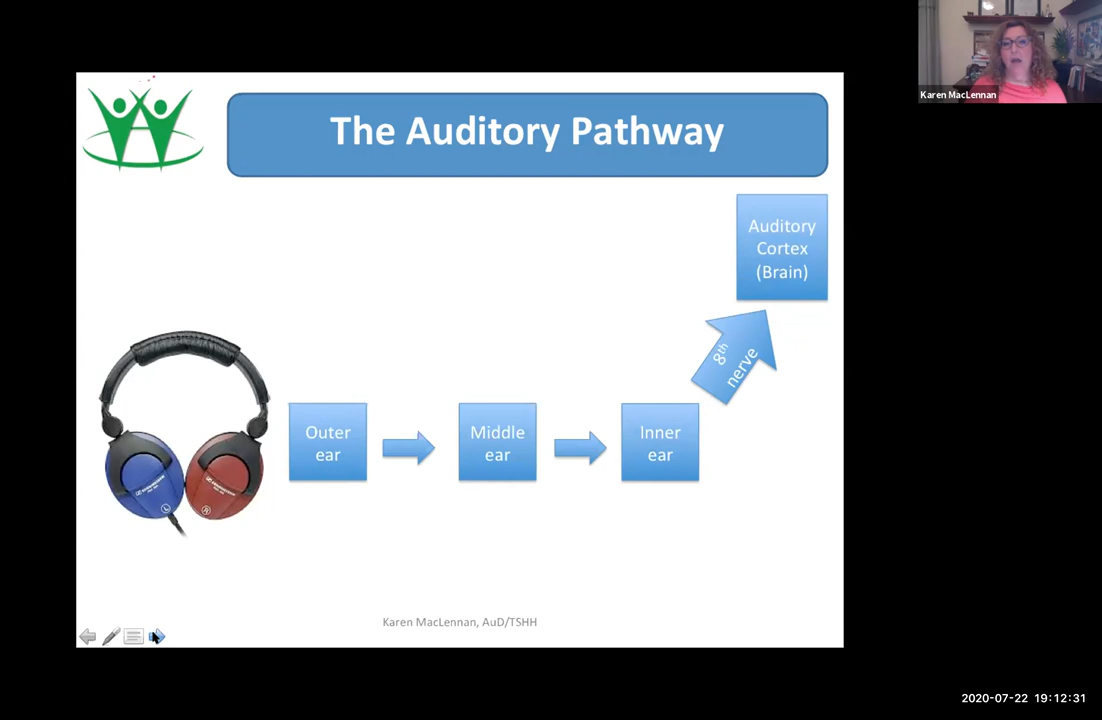 Karen MacLennan
The Auditory Pathway
Auditory
Cortex
(Brain)
8th
nerve
Outer
ear
Middle
ear
Inner
ear
L
R
Karen MacLennan, AuD/TSHH
2020-07-22 19:12:31